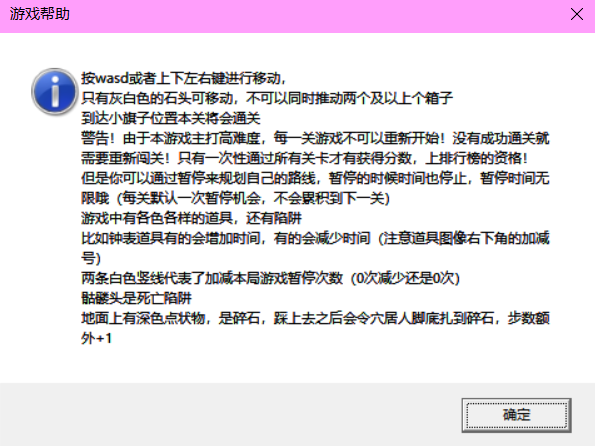 游戏帮助
按wasd或者上下左右键进行移动，
只有灰白色的石头可移动，不可以同时推动两个及以上个箱子
到达小旗子位置本关将会通关
警告！由于本游戏主打高难度，每一关游戏不可以重新开始！没有成功通关就
需要重新闯关！只有一次性通过所有关卡才有获得分数，上排行榜的资格！
但是你可以通过暂停来规划自己的路线，暂停的时候时间也停止，暂停时间无
限哦（每关默认一次暂停机会，不会累积到下一关）
游戏中有各色各样的道具，还有陷阱
比如钟表道具有的会增加时间，有的会减少时间（注意道具图像右下角的加减
号）
两条白色竖线代表了加减本局游戏暂停次数（0次减少还是0次）
骷髅头是死亡陷阱
地面上有深色点状物，是碎石，踩上去之后会令穴居人脚底扎到碎石，步数额
外+1
确定